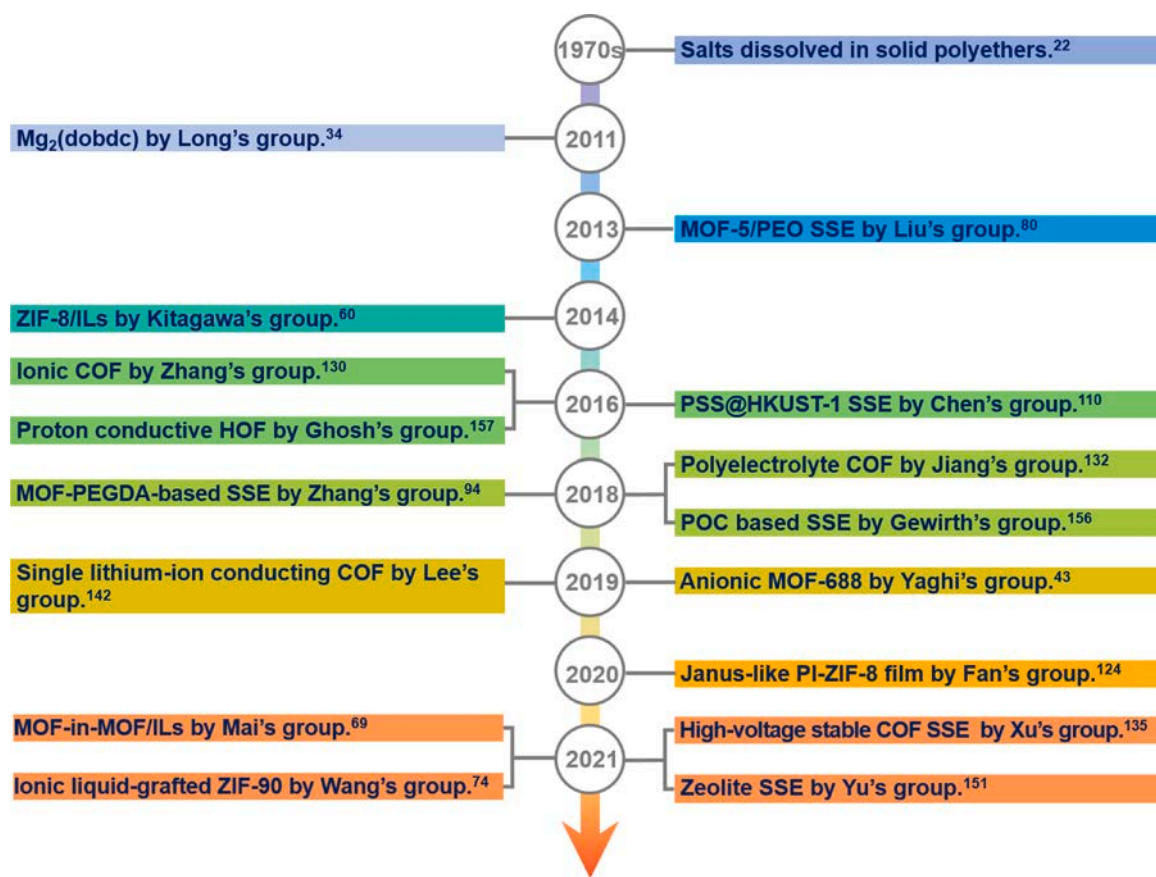 1970s
Salts dissolved in solid polyethers.²²
Mg₂(dobdc) by Long's group.³⁴
2011
2013
MOF-5/PEO SSE by Liu's group.⁸⁰
ZIF-8/ILs by Kitagawa's group.⁶⁰
2014
Ionic COF by Zhang's group.¹³⁰
Proton conductive HOF by Ghosh's group.¹⁵⁷
2016
PSS@HKUST-1 SSE by Chen's group.¹¹⁰
MOF-PEGDA-based SSE by Zhang's group.⁹⁴
2018
Polyelectrolyte COF by Jiang's group.¹³²
POC based SSE by Gewirth's group.¹⁵⁶
Single lithium-ion conducting COF by Lee's
group.¹⁴²
2019
Anionic MOF-688 by Yaghi's group.⁴³
2020
Janus-like PI-ZIF-8 film by Fan's group.¹²⁴
MOF-in-MOF/ILs by Mai's group.⁶⁹
Ionic liquid-grafted ZIF-90 by Wang's group.⁷⁴
2021
High-voltage stable COF SSE by Xu's group.¹³⁵
Zeolite SSE by Yu's group.¹⁵¹